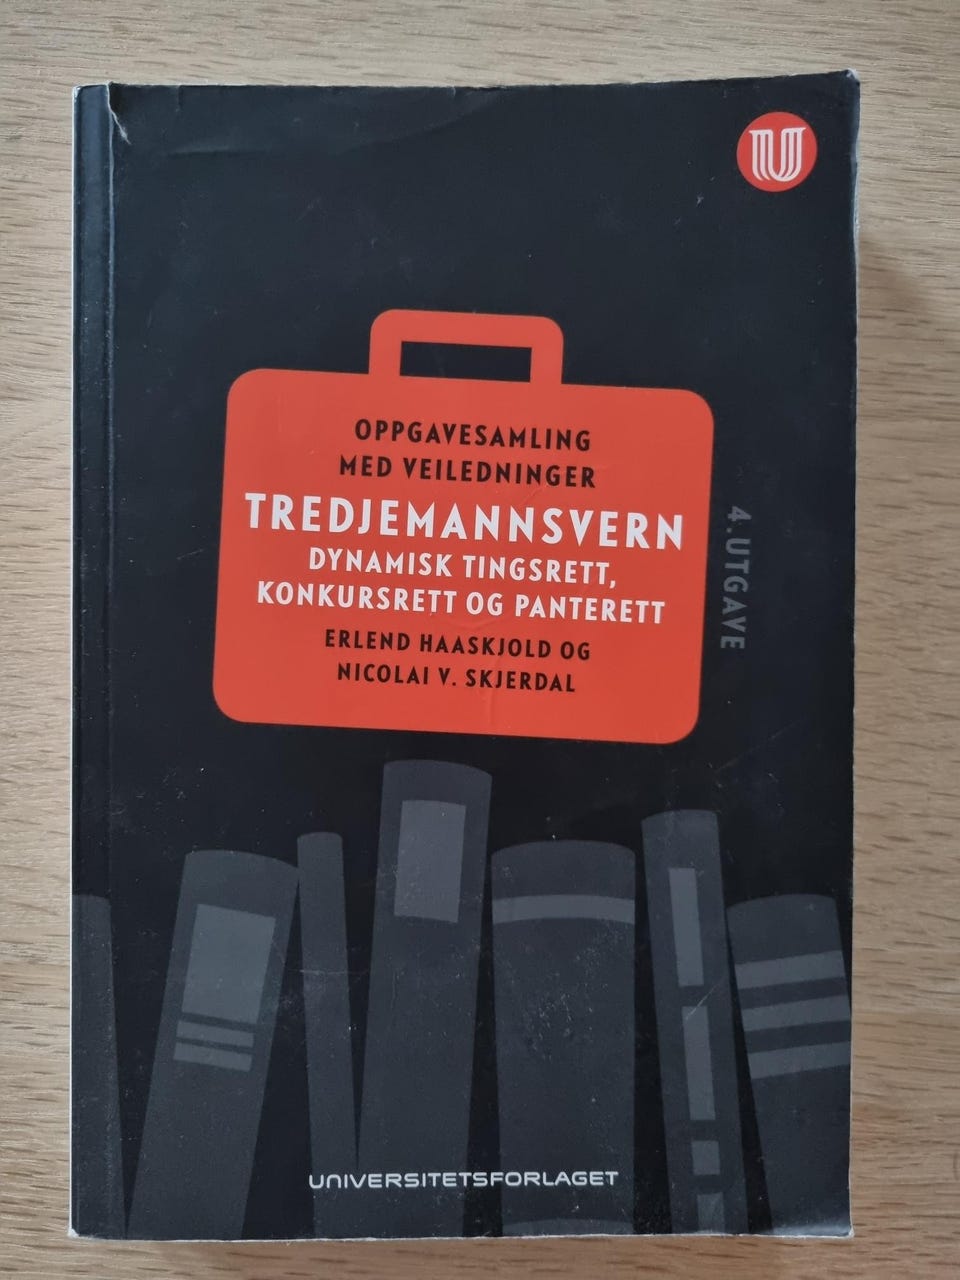 U
OPPGAVESAMLING
MED VEILEDNINGER
TREDJEMANNSVERN
DYNAMISK TINGSRETT,
KONKURSRETT OG PANTERETT
ERLEND HAASKJOLD OG
NICOLAI V. SKJERDAL
4. UTGAVE
UNIVERSITETSFORLAGET